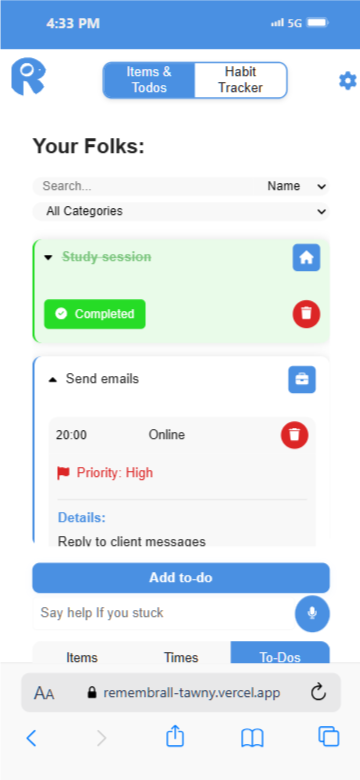 4:33 PM 5G
Items & Todos
Habit Tracker
Your Folks:
Search... Name
All Categories
Study session
Completed
Send emails
20:00 Online
Priority: High
Details:
Reply to client messages
Add to-do
Say help If you stuck
Items Times To-Dos
AA remembrall-tawny.vercel.app